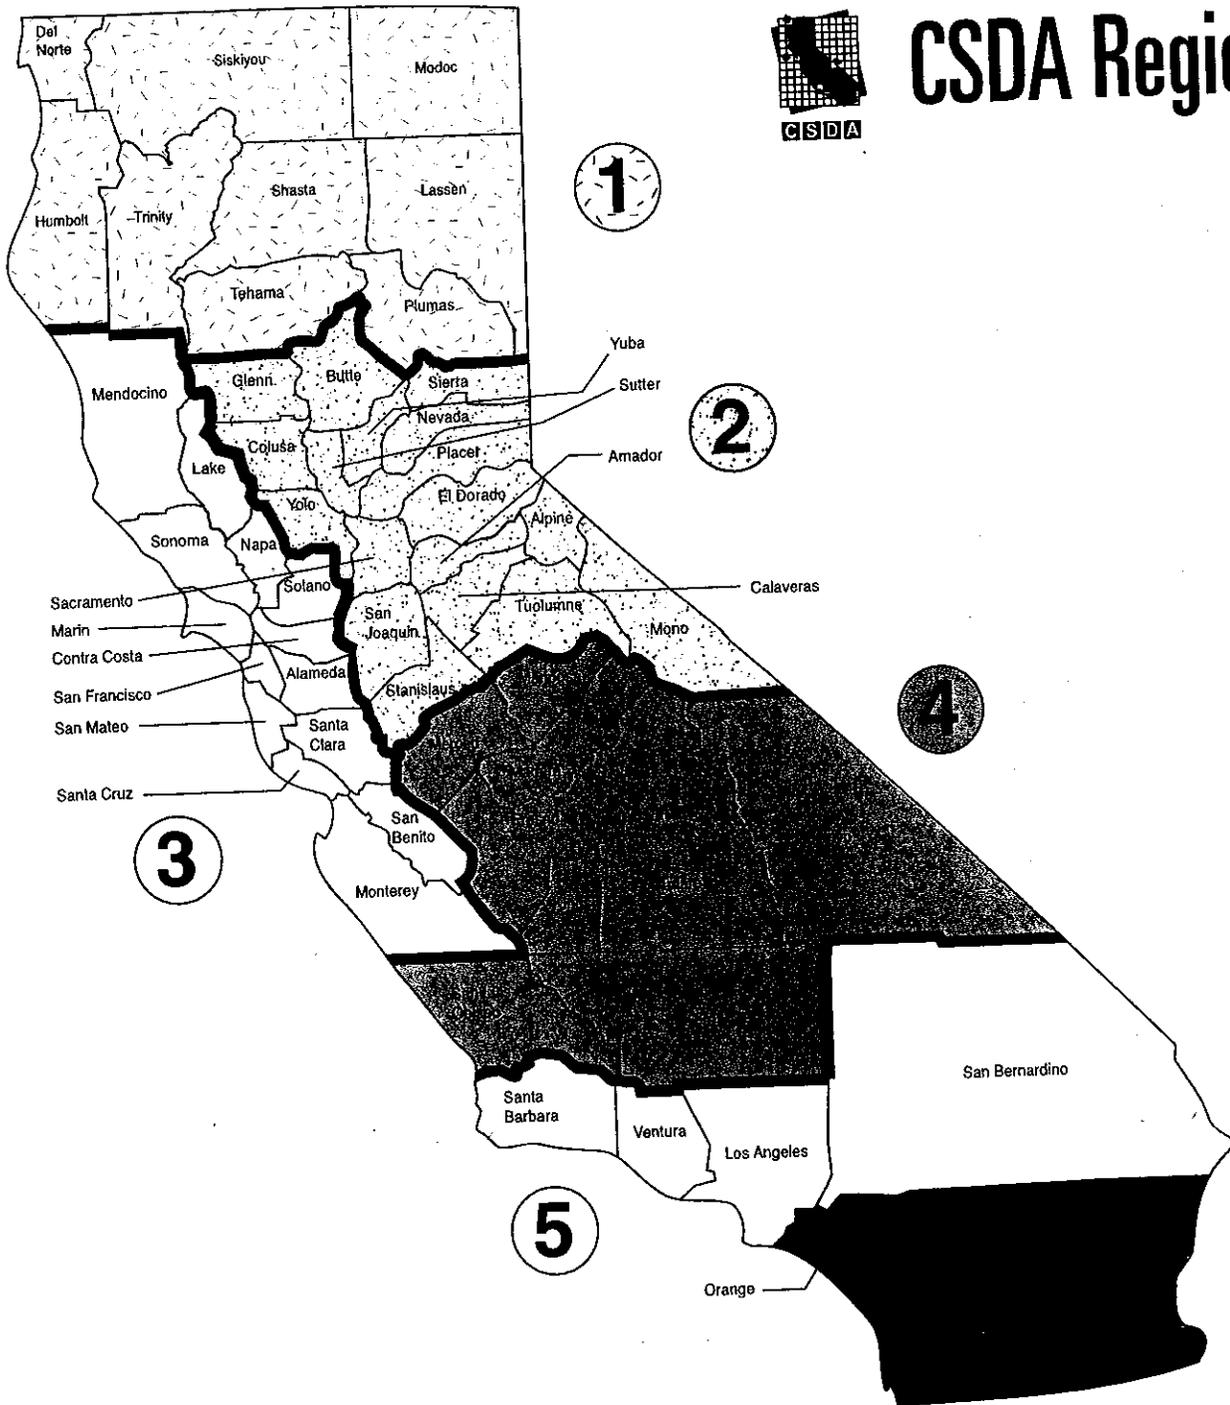 CSDA Regio
CSDA
Del
Norte
Siskiyou
Modoc
1
Shasta
Lassen
Humbolt
Trinity
Tehama
Plumas
Yuba
Mendocino
Glenn
Butte
Sierra
Sutter
Nevada
2
Colusa
Placer
Lake
Amador
Yolo
El Dorado
Alpine
Sonoma
Napa
Solano
Calaveras
Sacramento
San
Joaquin
Tuolumne
Marin
Mono
Contra Costa
Alameda
San Francisco
Stanislaus
4
San Mateo
Santa
Clara
Santa Cruz
San
Benito
3
Monterey
San Bernardino
Santa
Barbara
Ventura
Los Angeles
5
Orange